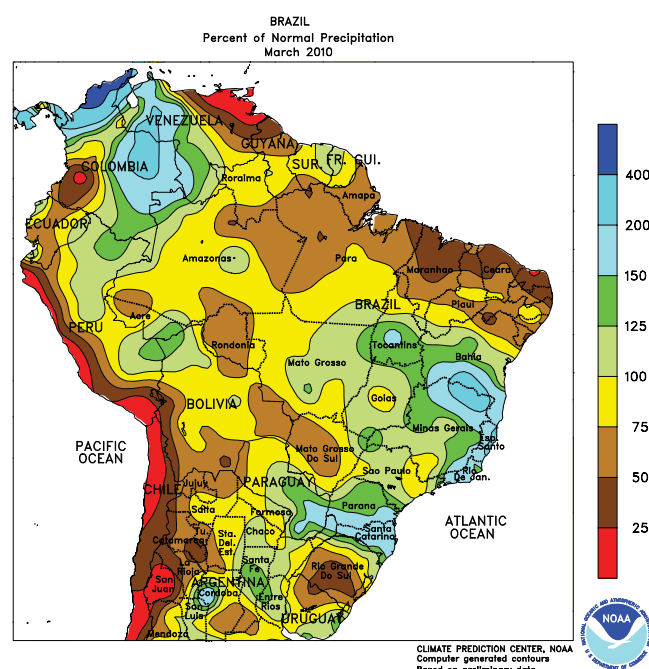 BRAZIL
Percent of Normal Precipitation
March 2010
VENEZUELA
GUYANA
COLOMBIA
SUR.
FR. GUI.
Roraima
Amapa
ECUADOR
Amazonas
Para
Maranhao
Ceara
BRAZIL
Piaui
PERU
Acre
Rondonia
Tocantins
Mato Grosso
Bahia
BOLIVIA
Goias
Minas Gerais
Esp.
Santo
PACIFIC
OCEAN
Mato Grosso
Do Sul
Sao Paulo
Rio
De Jan.
CHILE
Jujuy
PARAGUAY
Salta
Formosa
Parana
ATLANTIC
OCEAN
Tu.
Catamarca
Sta.
Del
Est.
Chaco
Santa
Catarina
La
Rioja
Santa
Fe
Rio Grande
Do Sul
San
Juan
ARGENTINA
Cordoba
Entre
Rios
San
Luis
URUGUAY
Mendoza
400
200
150
125
100
75
50
25
NOAA
CLIMATE PREDICTION CENTER, NOAA
Computer generated contours
Based on preliminary data